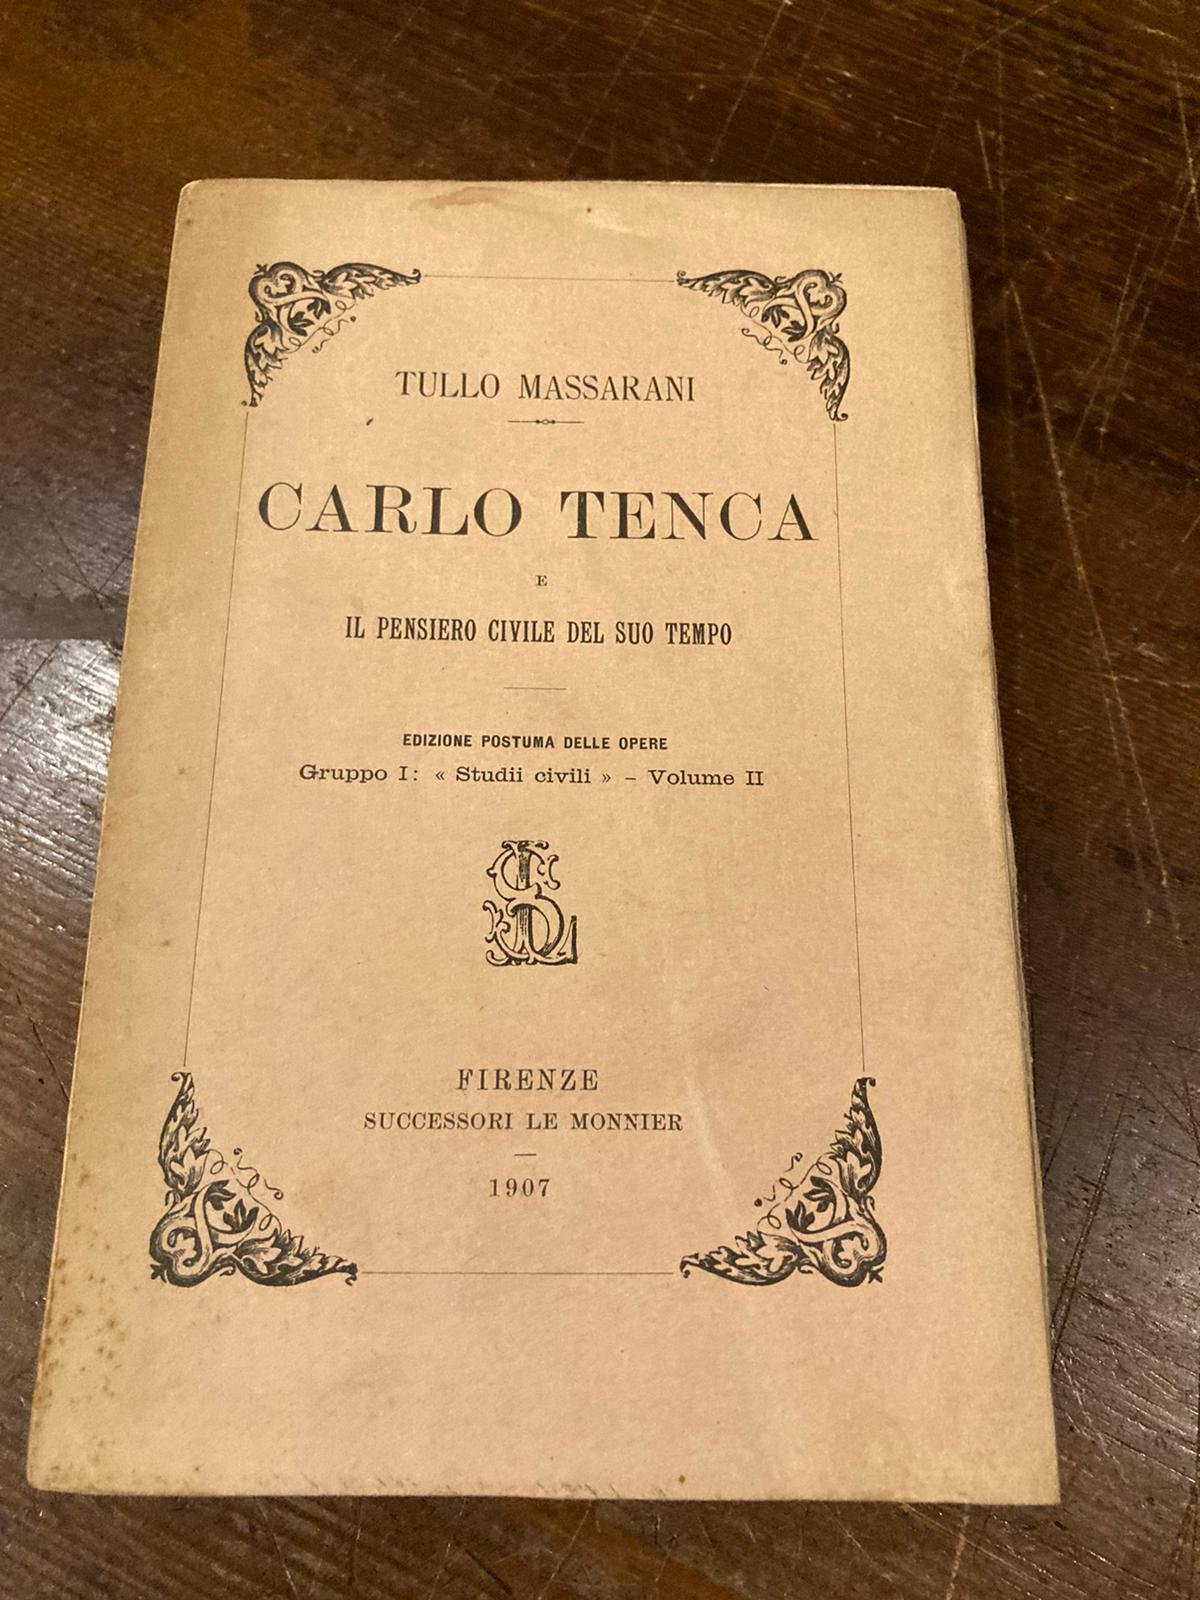 TULLO MASSARANI
CARLO TENCA
E
IL PENSIERO CIVILE DEL SUO TEMPO
EDIZIONE POSTUMA DELLE OPERE
Gruppo I: « Studii civili » – Volume II
FIRENZE
SUCCESSORI LE MONNIER
1907